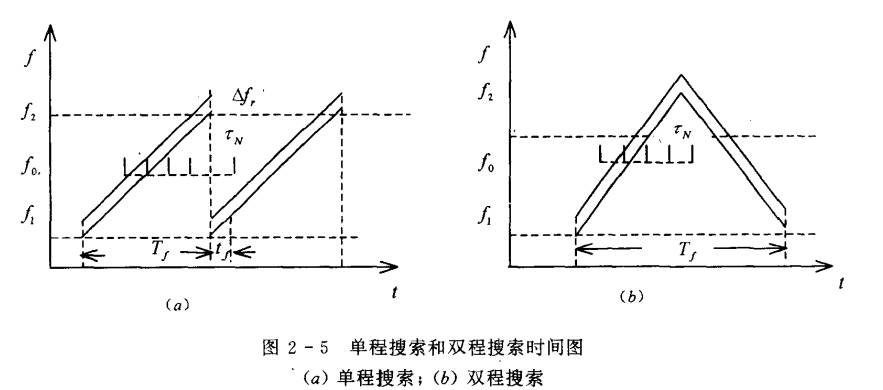 f
f₂
Δfᵣ
τ_N
f₀.
f₁
T_f
t_f
t
(a)
f
f₂
τ_N
f₀
f₁
T_f
t
(b)
图 2-5 单程搜索和双程搜索时间图
(a) 单程搜索；(b) 双程搜索